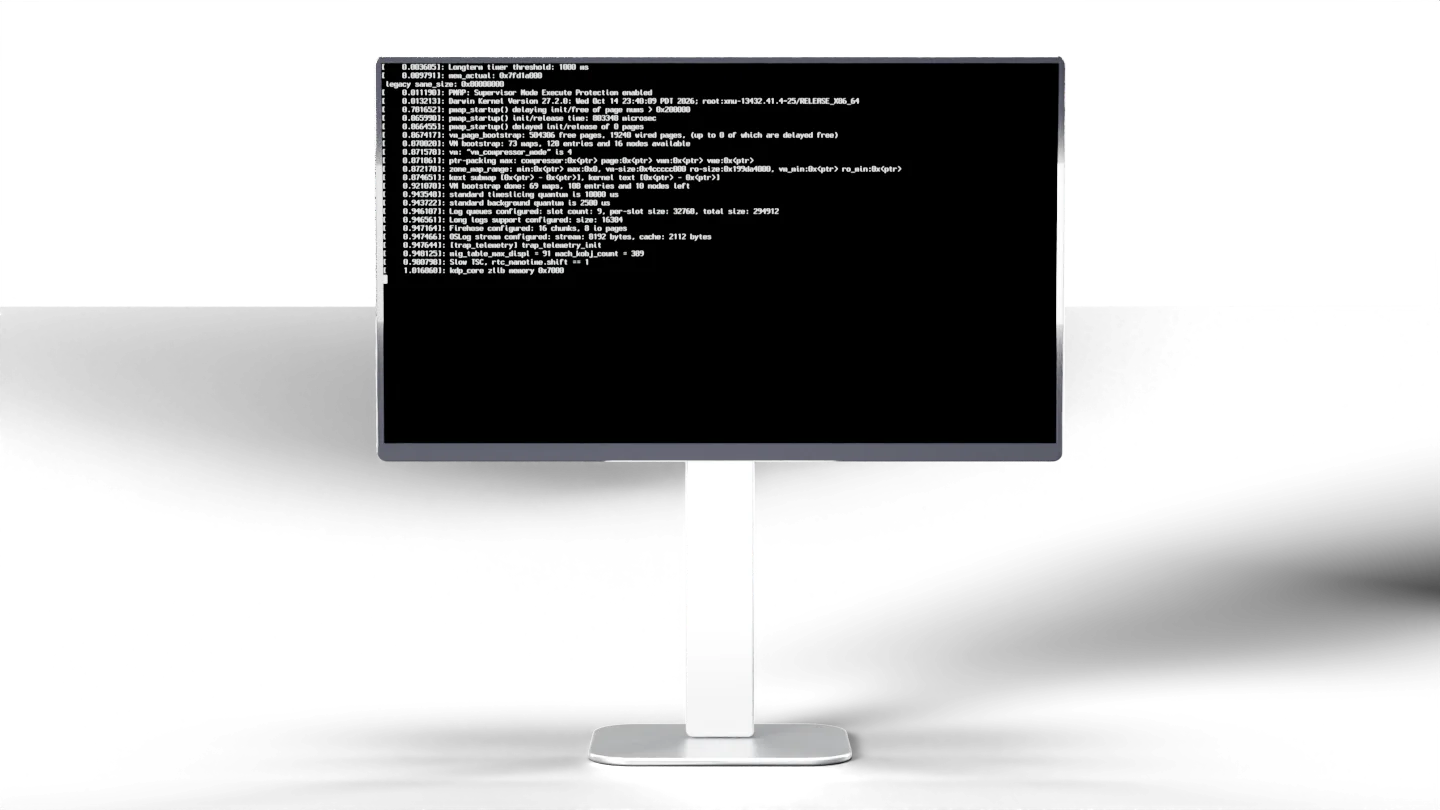 [    0.003605]: Longterm timer threshold: 1000 ms
[    0.009791]: mem_actual: 0x7fd1a000
legacy sane_size: 0x80000000
[    0.011190]: PMAP: Supervisor Mode Execute Protection enabled
[    0.013213]: Darwin Kernel Version 27.2.0: Wed Oct 14 23:40:09 PDT 2026; root:xnu-13432.41.4~25/RELEASE_X86_64
[    0.781652]: pmap_startup() delaying init/free of page nums > 0x200000
[    0.865990]: pmap_startup() init/release time: 803340 microsec
[    0.866455]: pmap_startup() delayed init/release of 0 pages
[    0.867417]: vm_page_bootstrap: 504306 free pages, 19240 wired pages, (up to 0 of which are delayed free)
[    0.870020]: VM bootstrap: 73 maps, 120 entries and 16 nodes available
[    0.871570]: vm: "vm_compressor_mode" is 4
[    0.871861]: ptr-packing max: compressor:0x<ptr> page:0x<ptr> vmm:0x<ptr> vme:0x<ptr>
[    0.872170]: zone_map_range: min:0x<ptr> max:0x0, vm-size:0x4ccccc000 ro-size:0x199da4000, vm_min:0x<ptr> ro_min:0x<ptr>
[    0.874651]: kext submap [0x<ptr> - 0x<ptr>], kernel text [0x<ptr> - 0x<ptr>]
[    0.921070]: VM bootstrap done: 69 maps, 100 entries and 10 nodes left
[    0.943540]: standard timeslicing quantum is 10000 us
[    0.943722]: standard background quantum is 2500 us
[    0.946107]: Log queues configured: slot count: 9, per-slot size: 32768, total size: 294912
[    0.946561]: Long logs support configured: size: 16384
[    0.947164]: Firehose configured: 16 chunks, 8 io pages
[    0.947466]: OSLog stream configured: stream: 8192 bytes, cache: 2112 bytes
[    0.947644]: [trap_telemetry] trap_telemetry_init
[    0.948125]: mig_table_max_displ = 91 mach_kobj_count = 389
[    0.980790]: Slow TSC, rtc_nanotime.shift == 1
[    1.016060]: kdp_core zlib memory 0x7000